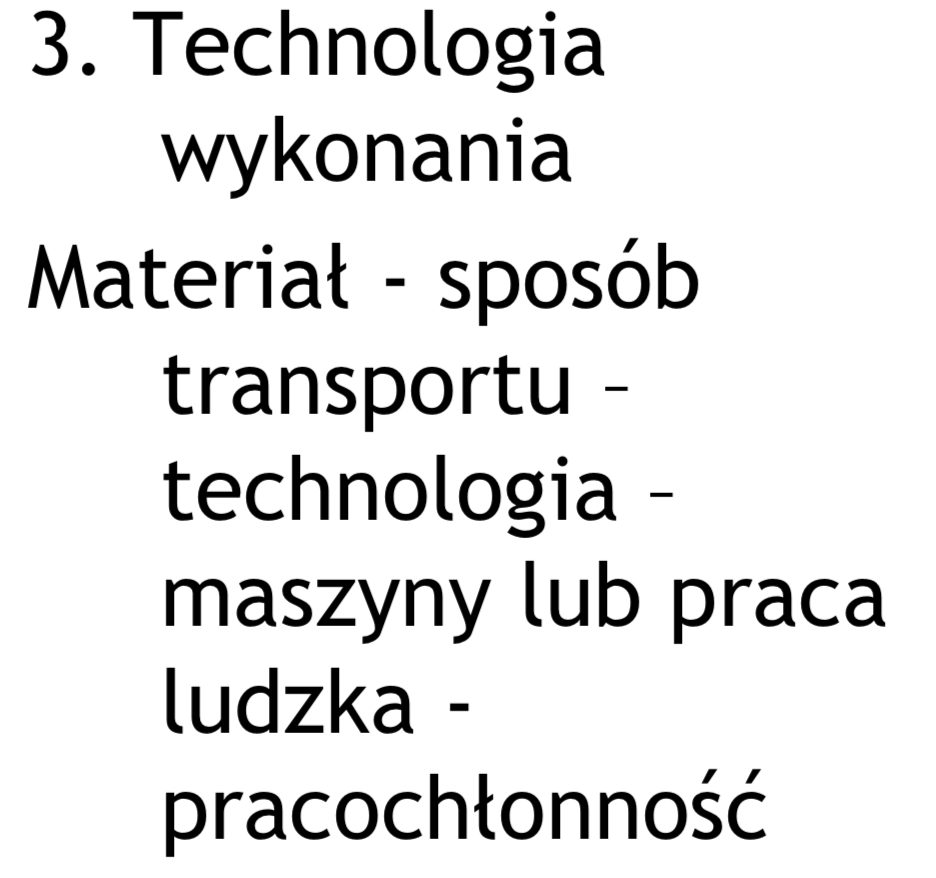 3. Technologia
wykonania
Materiał - sposób
transportu –
technologia –
maszyny lub praca
ludzka -
pracochłonność